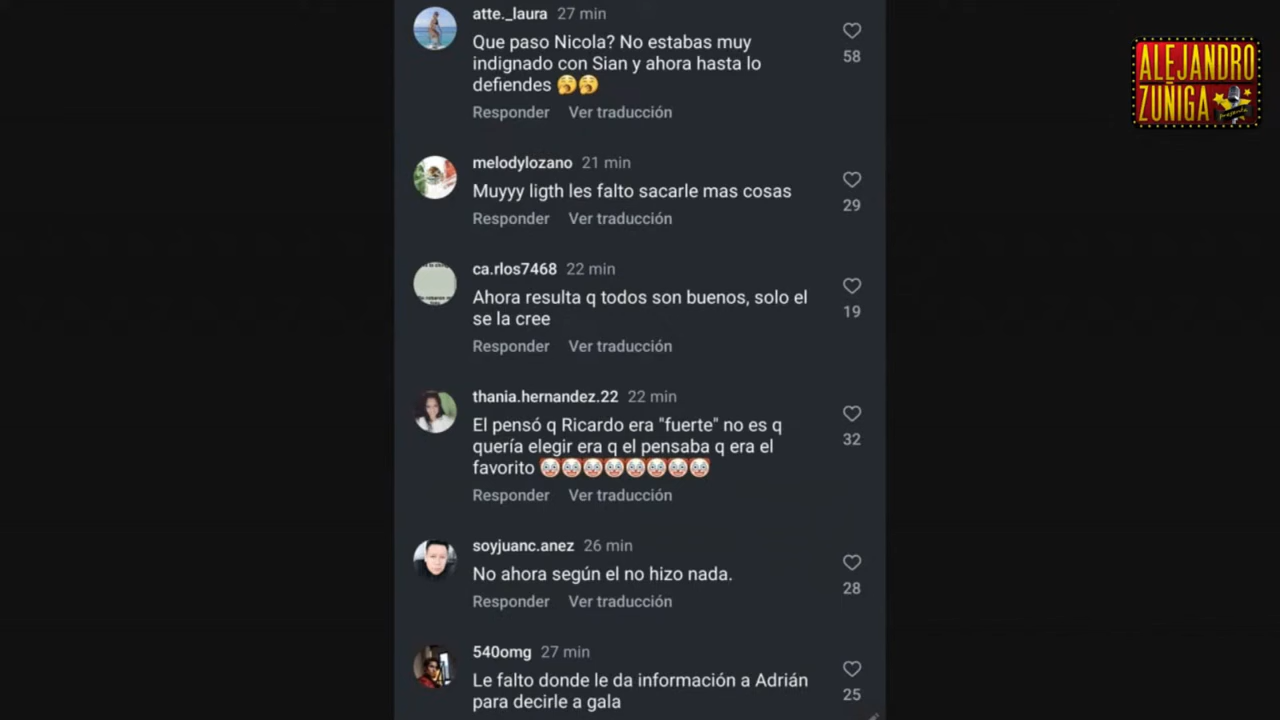 atte._laura 27 min
Que paso Nicola? No estabas muy
indignado con Sian y ahora hasta lo
defiendes 🥱🥱
58
Responder Ver traducción
melodylozano 21 min
Muyyy ligth les falto sacarle mas cosas
29
Responder Ver traducción
ca.rlos7468 22 min
Ahora resulta q todos son buenos, solo el
se la cree
19
Responder Ver traducción
thania.hernandez.22 22 min
El pensó q Ricardo era "fuerte" no es q
quería elegir era q el pensaba q era el
favorito 🤡🤡🤡🤡🤡🤡🤡🤡
32
Responder Ver traducción
soyjuanc.anez 26 min
No ahora según el no hizo nada.
28
Responder Ver traducción
540omg 27 min
Le falto donde le da información a Adrián
para decirle a gala
25
ALEJANDRO
ZUÑIGA